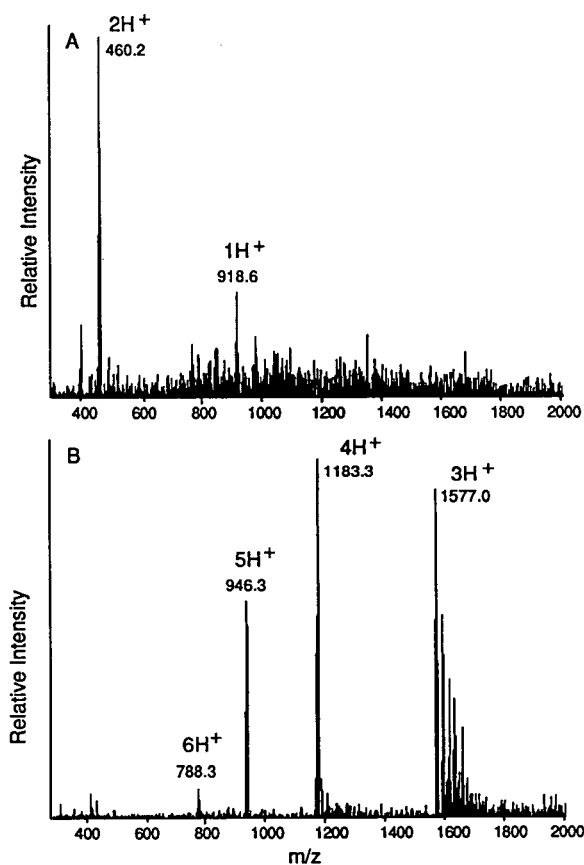 A
2H+
460.2
1H+
918.6
Relative Intensity
400 600 800 1000 1200 1400 1600 1800 2000
B
4H+
1183.3
3H+
1577.0
5H+
946.3
6H+
788.3
Relative Intensity
400 600 800 1000 1200 1400 1600 1800 2000
m/z